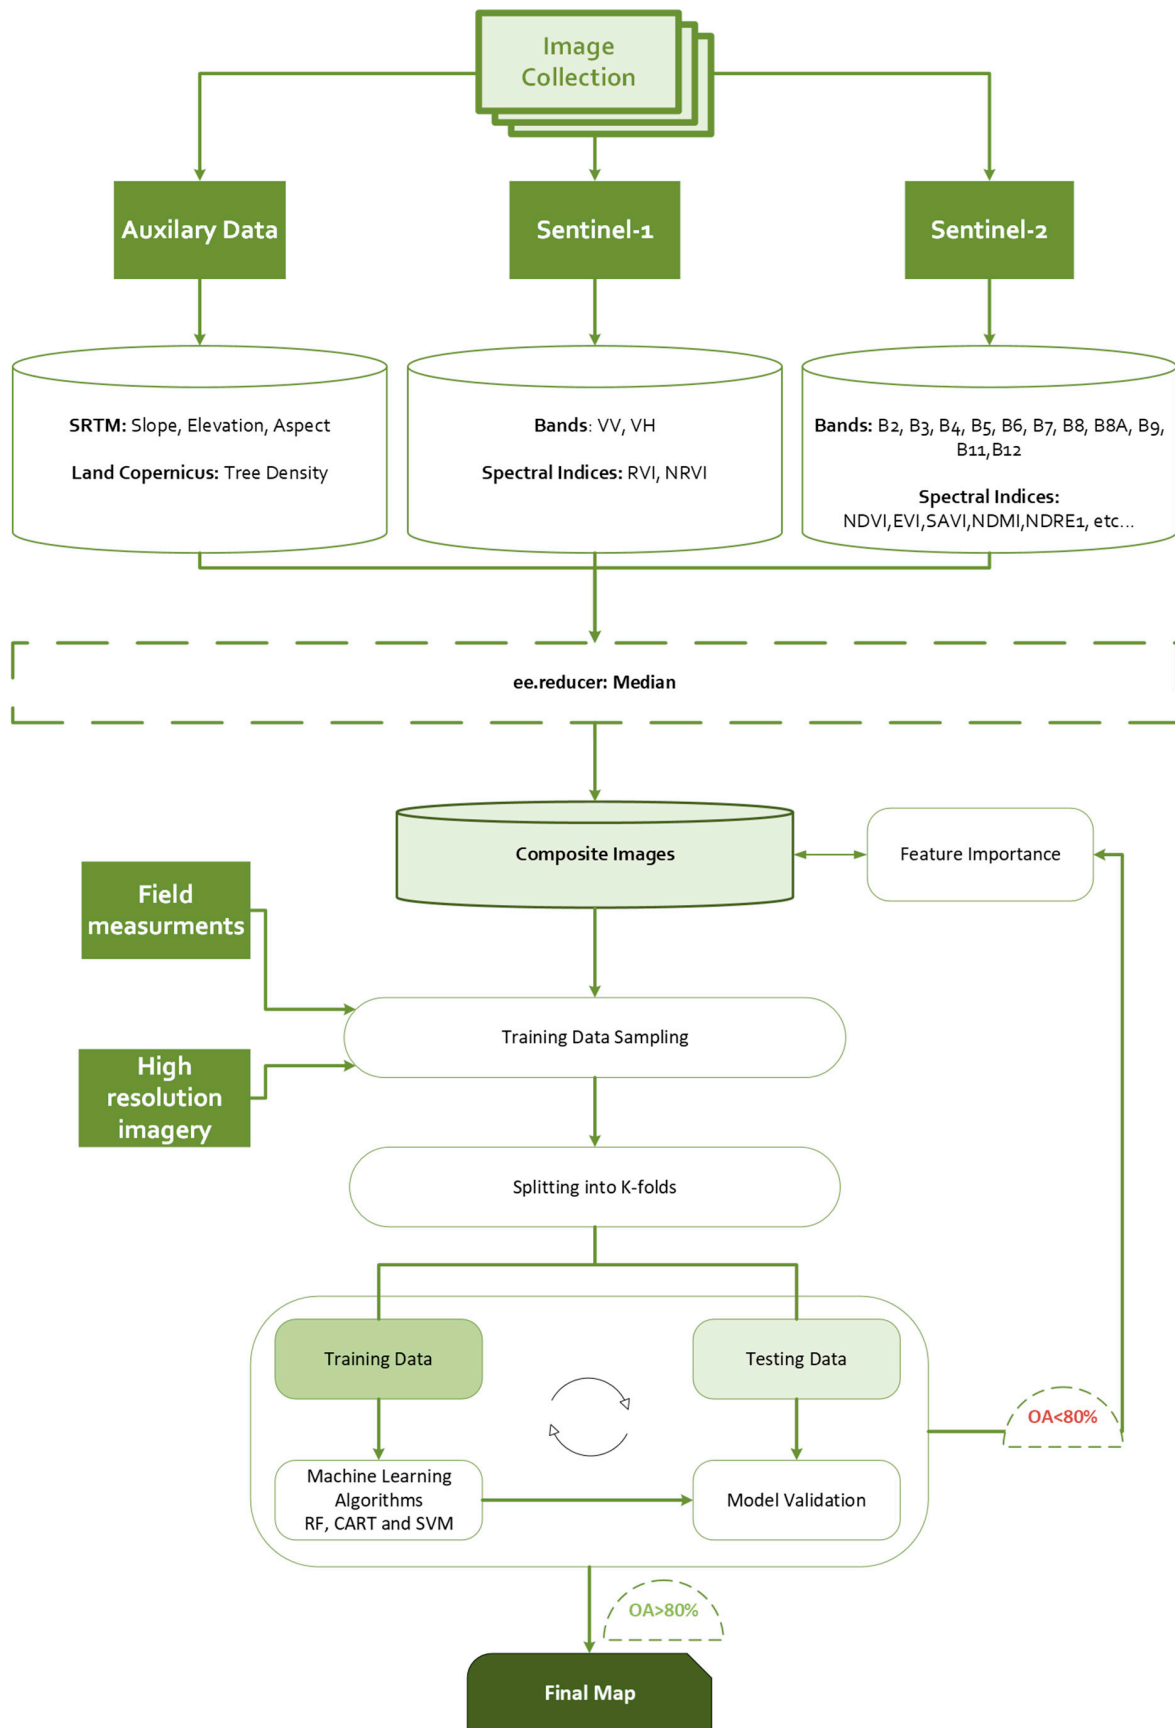 Image
Collection
Auxilary Data
Sentinel-1
Sentinel-2
SRTM: Slope, Elevation, Aspect
Land Copernicus: Tree Density
Bands: VV, VH
Spectral Indices: RVI, NRVI
Bands: B2, B3, B4, B5, B6, B7, B8, B8A, B9,
B11,B12
Spectral Indices:
NDVI,EVI,SAVI,NDMI,NDRE1, etc...
ee.reducer: Median
Composite Images
Feature Importance
Field
measurments
Training Data Sampling
High
resolution
imagery
Splitting into K-folds
Training Data
Testing Data
OA<80%
Machine Learning
Algorithms
RF, CART and SVM
Model Validation
OA>80%
Final Map